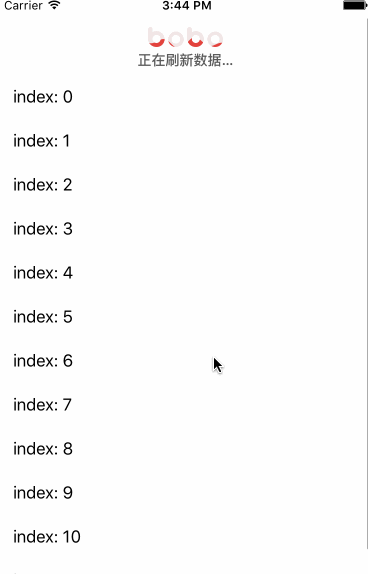 Carrier 3:44 PM
bobo
正在刷新数据...
index: 0
index: 1
index: 2
index: 3
index: 4
index: 5
index: 6
index: 7
index: 8
index: 9
index: 10